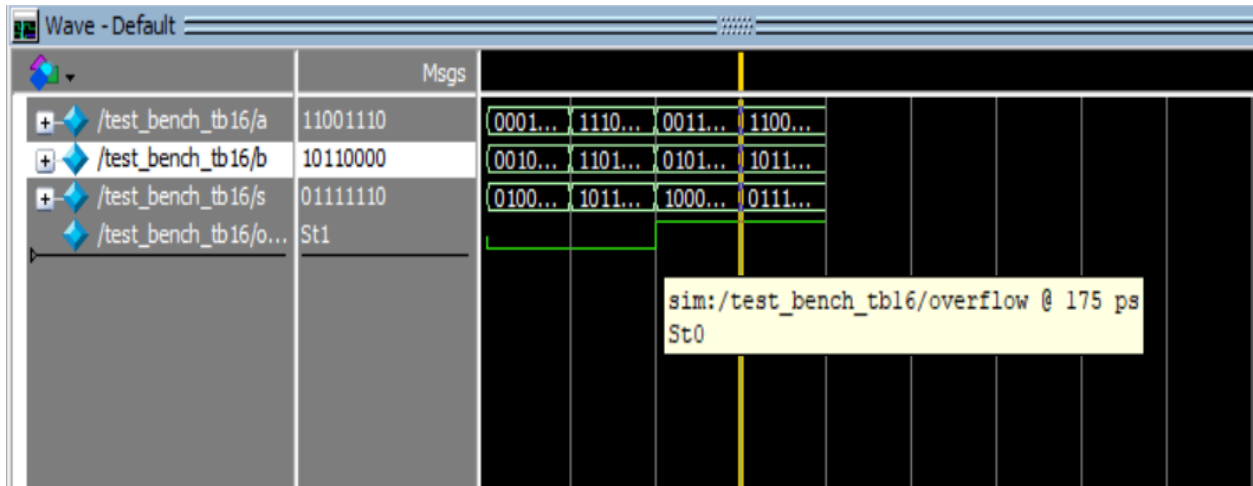 Wave - Default
Msgs
/test_bench_tb16/a 11001110 0001... 1110... 0011... 1100...
/test_bench_tb16/b 10110000 0010... 1101... 0101... 1011...
/test_bench_tb16/s 01111110 0100... 1011... 1000... 0111...
/test_bench_tb16/o... St1
sim:/test_bench_tb16/overflow @ 175 ps
St0